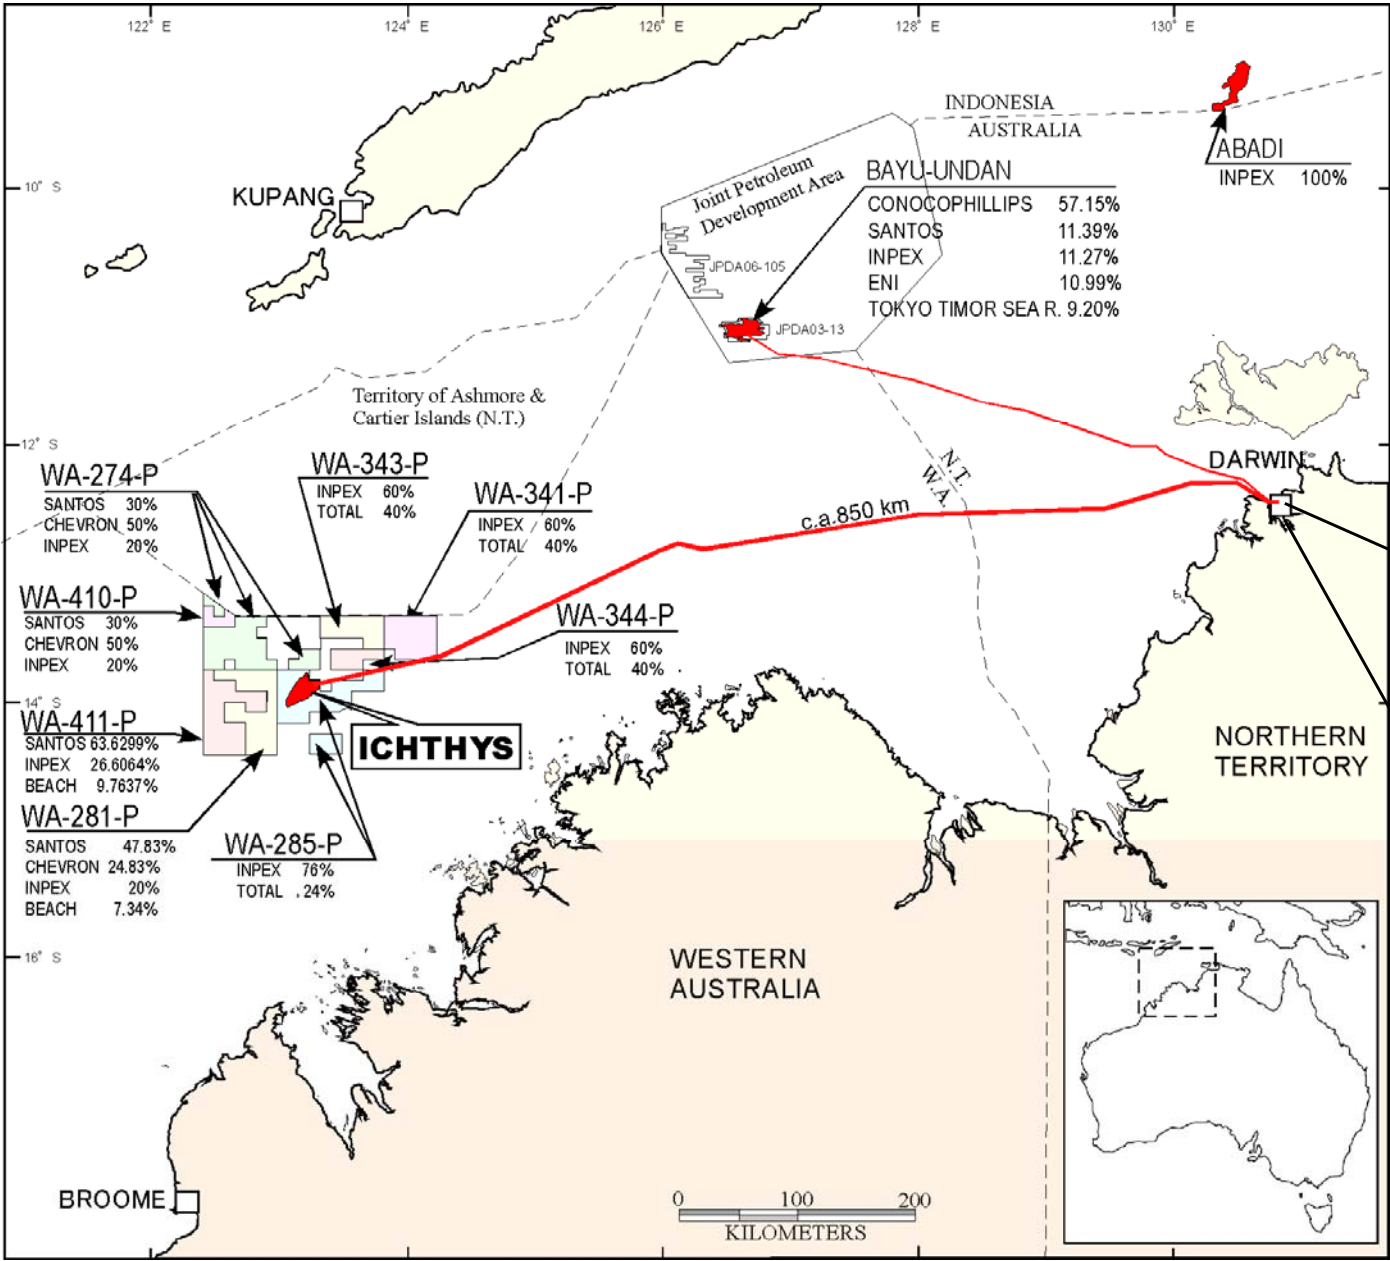 122° E
124° E
126° E
128° E
130° E
INDONESIA
AUSTRALIA
ABADI
INPEX 100%
10° S
KUPANG
Joint Petroleum
Development Area
BAYU-UNDAN
CONOCOPHILLIPS 57.15%
SANTOS 11.39%
INPEX 11.27%
ENI 10.99%
TOKYO TIMOR SEA R. 9.20%
JPDA06-105
JPDA03-13
Territory of Ashmore &
Cartier Islands (N.T.)
12° S
N.T.
W.A.
DARWIN
c.a.850 km
WA-274-P
SANTOS 30%
CHEVRON 50%
INPEX 20%
WA-343-P
INPEX 60%
TOTAL 40%
WA-341-P
INPEX 60%
TOTAL 40%
WA-410-P
SANTOS 30%
CHEVRON 50%
INPEX 20%
WA-344-P
INPEX 60%
TOTAL 40%
14° S
WA-411-P
SANTOS 63.6299%
INPEX 26.6064%
BEACH 9.7637%
ICHTHYS
NORTHERN
TERRITORY
WA-281-P
SANTOS 47.83%
CHEVRON 24.83%
INPEX 20%
BEACH 7.34%
WA-285-P
INPEX 76%
TOTAL .24%
16° S
WESTERN
AUSTRALIA
BROOME
0 100 200
KILOMETERS